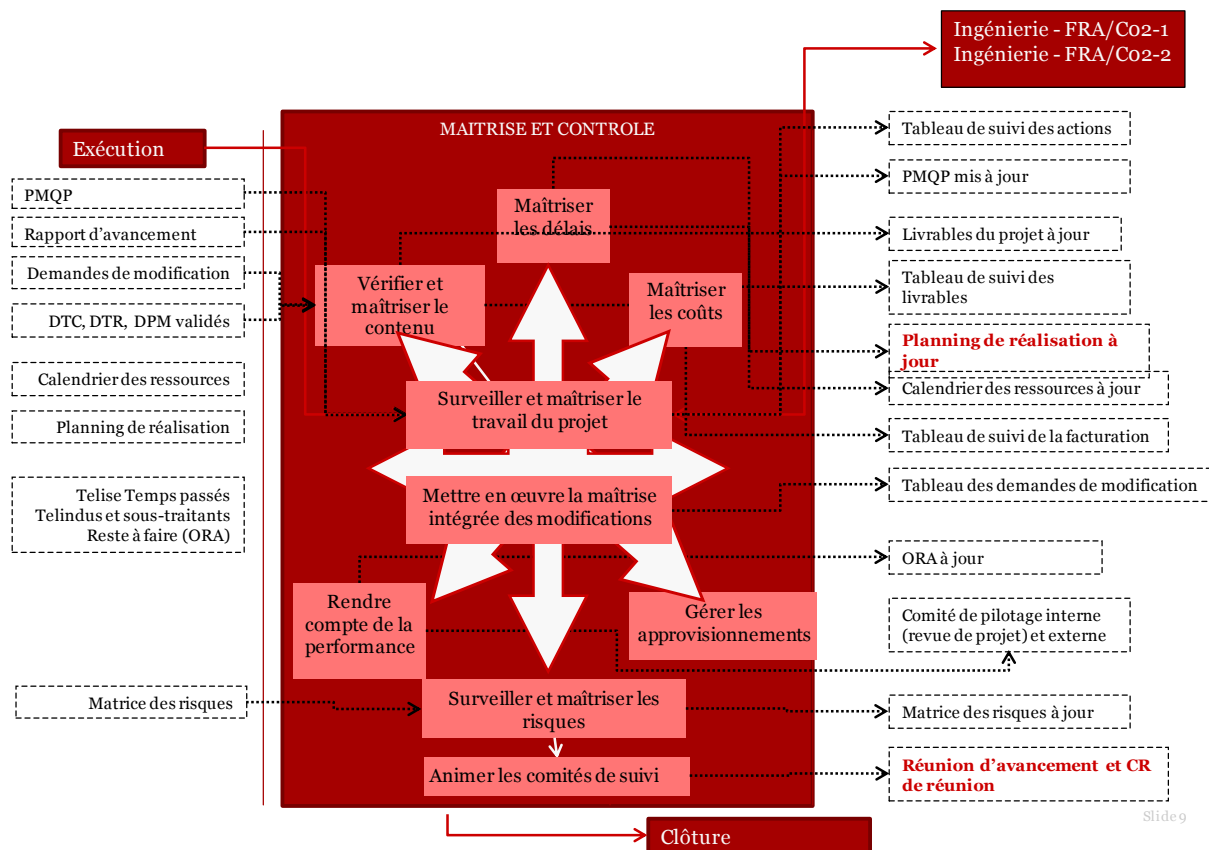 Ingénierie - FRA/C02-1
Ingénierie - FRA/C02-2
MAITRISE ET CONTROLE
Exécution
PMQP
Rapport d'avancement
Demandes de modification
DTC, DTR, DPM validés
Calendrier des ressources
Planning de réalisation
Telise Temps passés
Telindus et sous-traitants
Reste à faire (ORA)
Matrice des risques
Maîtriser
les délais
Vérifier et
maîtriser le
contenu
Maîtriser
les coûts
Surveiller et maîtriser le
travail du projet
Mettre en œuvre la maîtrise
intégrée des modifications
Rendre
compte de la
performance
Gérer les
approvisionnements
Surveiller et maîtriser les
risques
Animer les comités de suivi
Tableau de suivi des actions
PMQP mis à jour
Livrables du projet à jour
Tableau de suivi des
livrables
Planning de réalisation à
jour
Calendrier des ressources à jour
Tableau de suivi de la facturation
Tableau des demandes de modification
ORA à jour
Comité de pilotage interne
(revue de projet) et externe
Matrice des risques à jour
Réunion d'avancement et CR
de réunion
Clôture
Slide 9